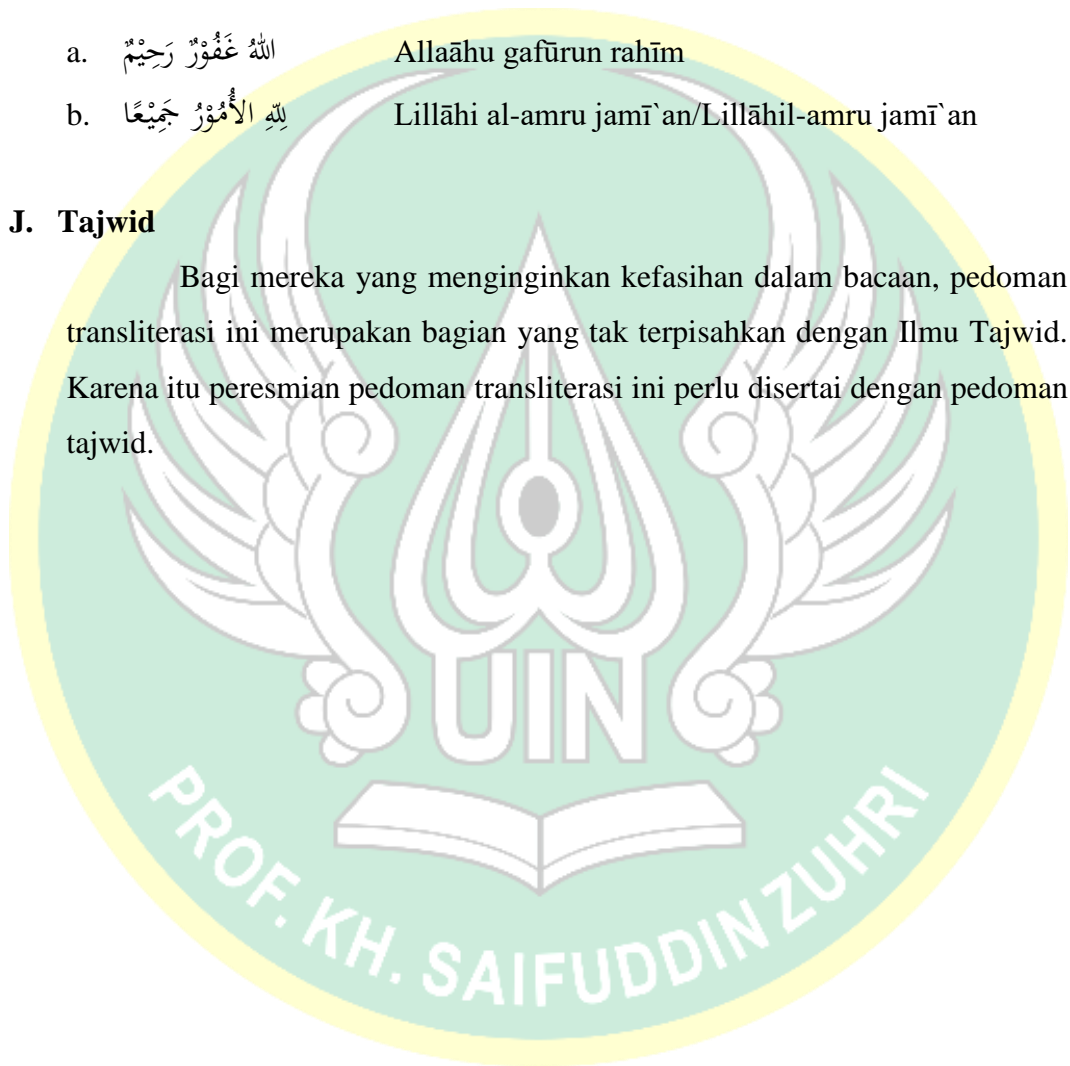 a. اللهُ غَفُوْرٌ رَحِيْمٌ Allaāhu gafūrun rahīm
b. لِلّهِ الأُمُوْرُ جَمِيْعًا Lillāhi al-amru jamī`an/Lillāhil-amru jamī`an
J. Tajwid
Bagi mereka yang menginginkan kefasihan dalam bacaan, pedoman
transliterasi ini merupakan bagian yang tak terpisahkan dengan Ilmu Tajwid.
Karena itu peresmian pedoman transliterasi ini perlu disertai dengan pedoman
tajwid.
UIN
PROF. KH. SAIFUDDIN ZUHRI